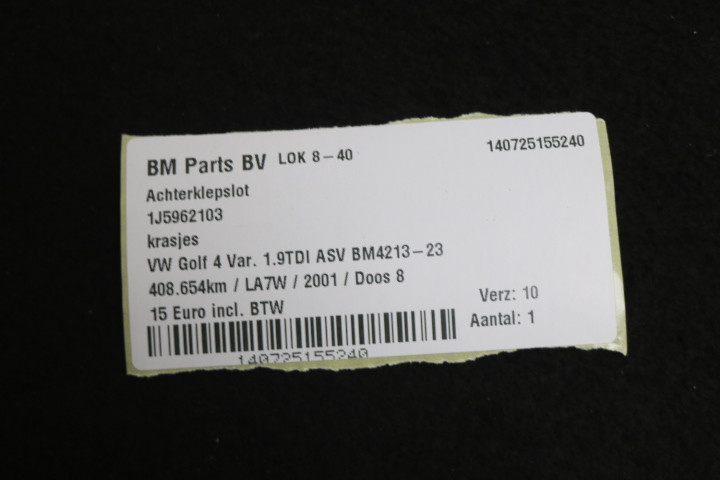 BM Parts BV LOK 8-40 140725155240
Achterklepslot
1J5962103
krasjes
VW Golf 4 Var. 1.9TDI ASV BM4213-23
408.654km / LA7W / 2001 / Doos 8
15 Euro incl. BTW
Verz: 10
Aantal: 1
140725155240